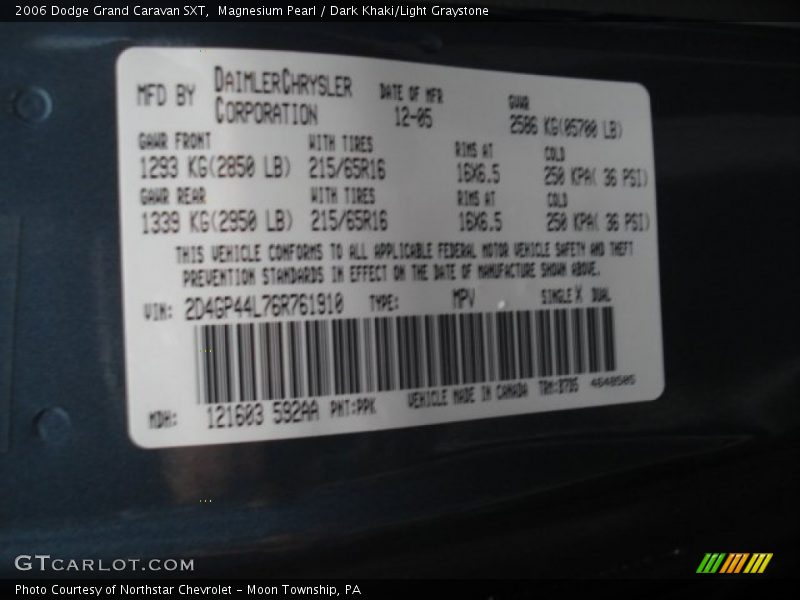 2006 Dodge Grand Caravan SXT,  Magnesium Pearl / Dark Khaki/Light Graystone
MFD BY DAIMLERCHRYSLER CORPORATION
DATE OF MFR 12-05
GVWR 2586 KG(05700 LB)
GAWR FRONT WITH TIRES RIMS AT COLD
1293 KG(2850 LB) 215/65R16 16X6.5 250 KPA( 36 PSI)
GAWR REAR WITH TIRES RIMS AT COLD
1339 KG(2950 LB) 215/65R16 16X6.5 250 KPA( 36 PSI)
THIS VEHICLE CONFORMS TO ALL APPLICABLE FEDERAL MOTOR VEHICLE SAFETY AND THEFT
PREVENTION STANDARDS IN EFFECT ON THE DATE OF MANUFACTURE SHOWN ABOVE.
VIN: 2D4GP44L76R761910 TYPE: MPV SINGLE X DUAL
MDH: 121603 592AA PNT:PPK VEHICLE MADE IN CANADA 4648505
GTCARLOT.COM
Photo Courtesy of Northstar Chevrolet - Moon Township, PA